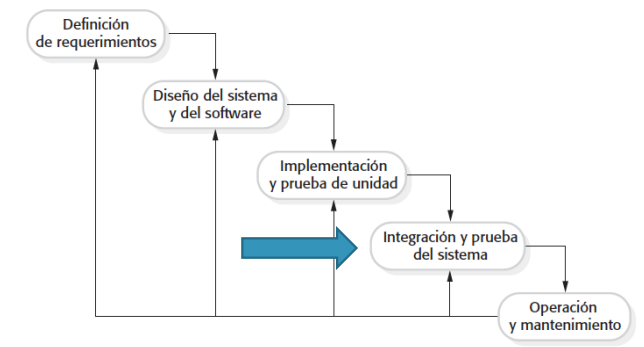 Definición
de requerimientos
Diseño del sistema
y del software
Implementación
y prueba de unidad
Integración y prueba
del sistema
Operación
y mantenimiento